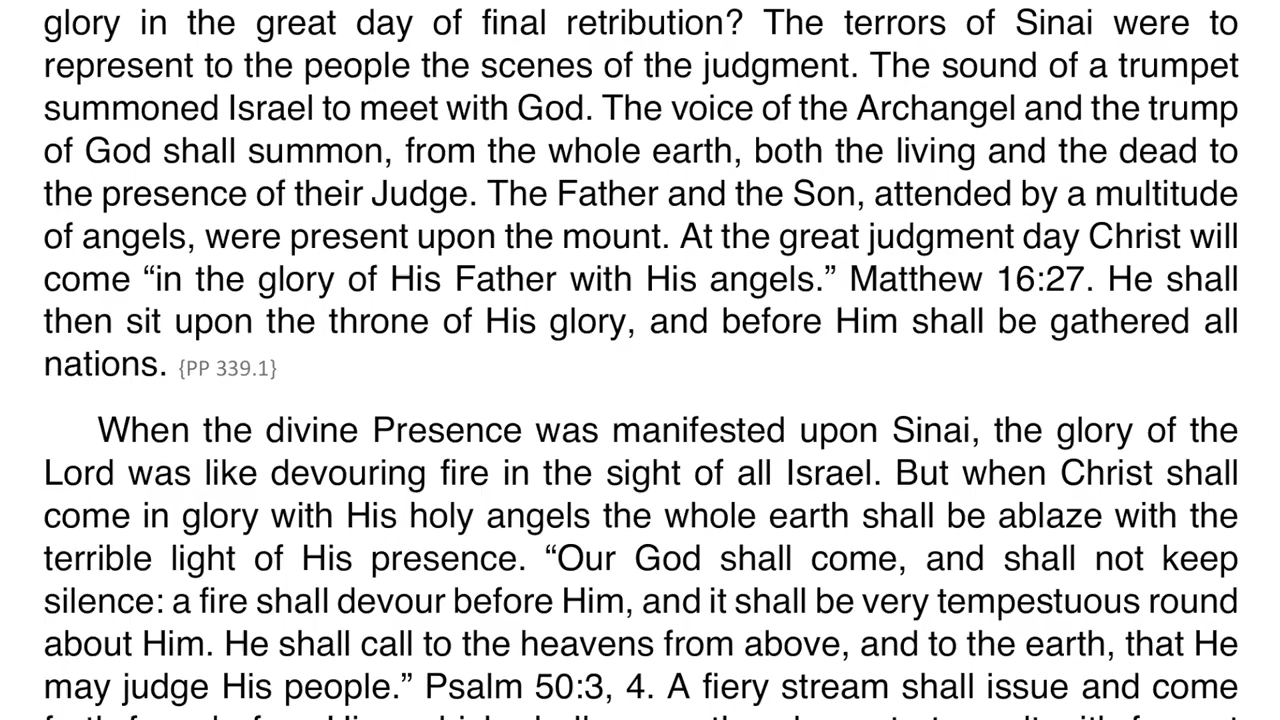 glory in the great day of final retribution? The terrors of Sinai were to
represent to the people the scenes of the judgment. The sound of a trumpet
summoned Israel to meet with God. The voice of the Archangel and the trump
of God shall summon, from the whole earth, both the living and the dead to
the presence of their Judge. The Father and the Son, attended by a multitude
of angels, were present upon the mount. At the great judgment day Christ will
come “in the glory of His Father with His angels.” Matthew 16:27. He shall
then sit upon the throne of His glory, and before Him shall be gathered all
nations. {PP 339.1}
When the divine Presence was manifested upon Sinai, the glory of the
Lord was like devouring fire in the sight of all Israel. But when Christ shall
come in glory with His holy angels the whole earth shall be ablaze with the
terrible light of His presence. “Our God shall come, and shall not keep
silence: a fire shall devour before Him, and it shall be very tempestuous round
about Him. He shall call to the heavens from above, and to the earth, that He
may judge His people.” Psalm 50:3, 4. A fiery stream shall issue and come